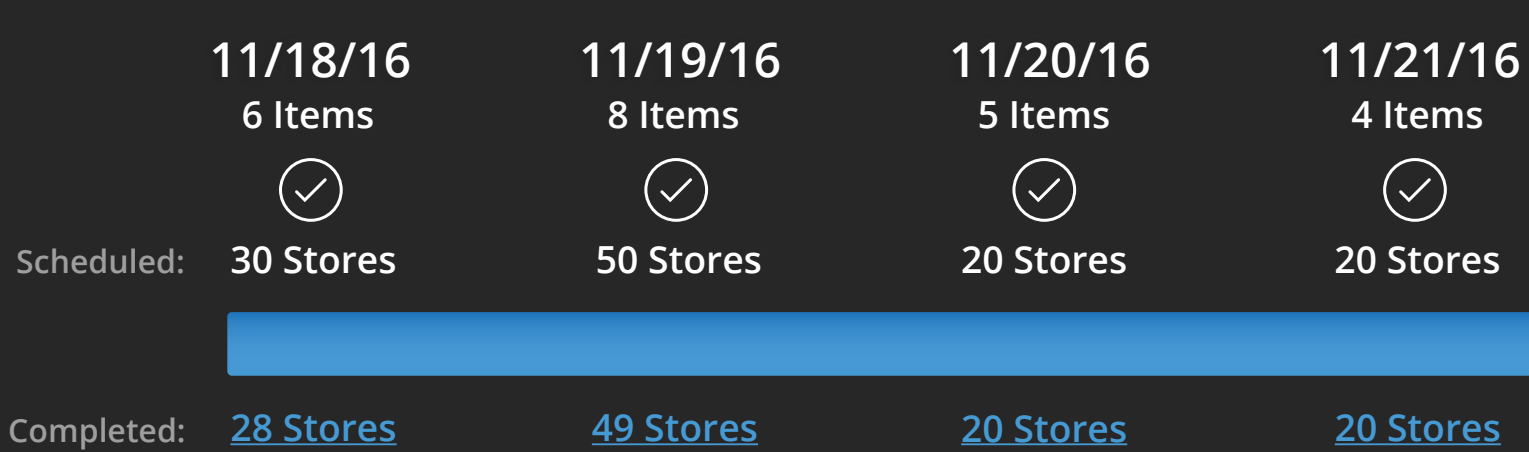 11/18/16 11/19/16 11/20/16 11/21/16
6 Items 8 Items 5 Items 4 Items
Scheduled: 30 Stores 50 Stores 20 Stores 20 Stores
Completed: 28 Stores 49 Stores 20 Stores 20 Stores